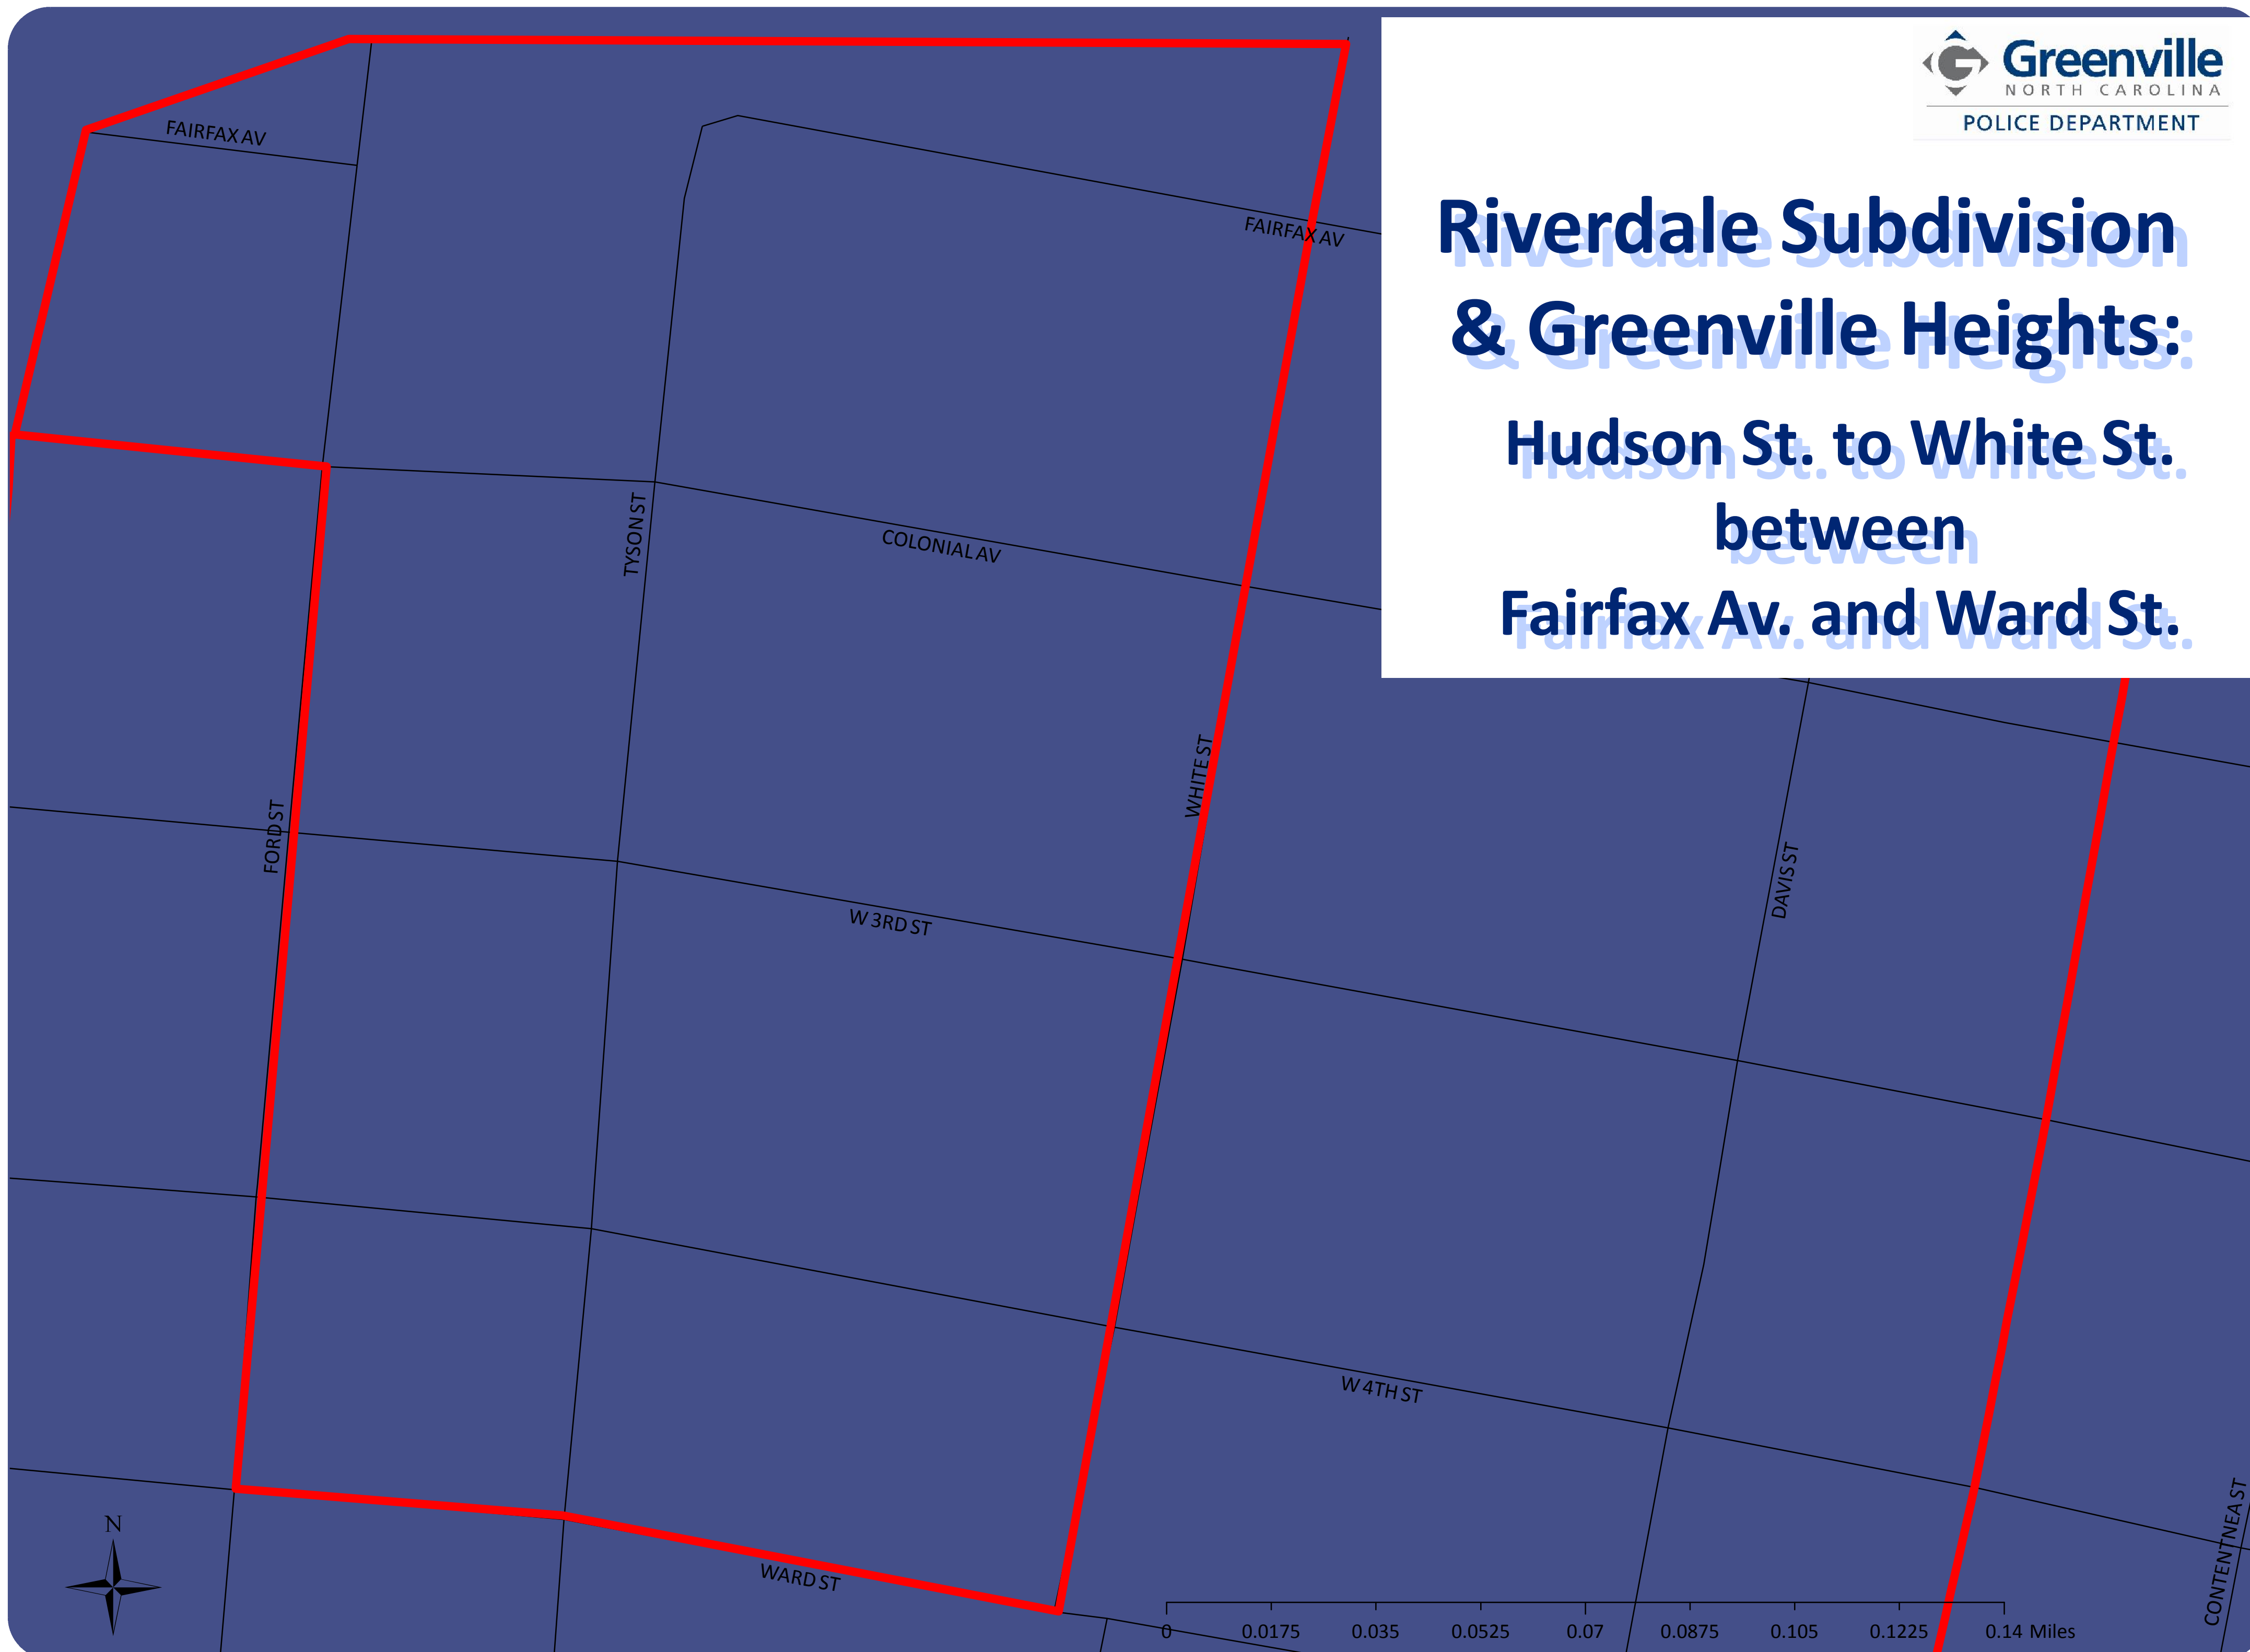 Greenville
NORTH CAROLINA
POLICE DEPARTMENT
Riverdale Subdivision
& Greenville Heights:
Hudson St. to White St.
between
Fairfax Av. and Ward St.
FAIRFAX AV
FAIRFAX AV
TYSON ST
COLONIAL AV
WHITE ST
FORD ST
DAVIS ST
W 3RD ST
W 4TH ST
CONTENTNEA ST
WARD ST
N
0 0.0175 0.035 0.0525 0.07 0.0875 0.105 0.1225 0.14 Miles